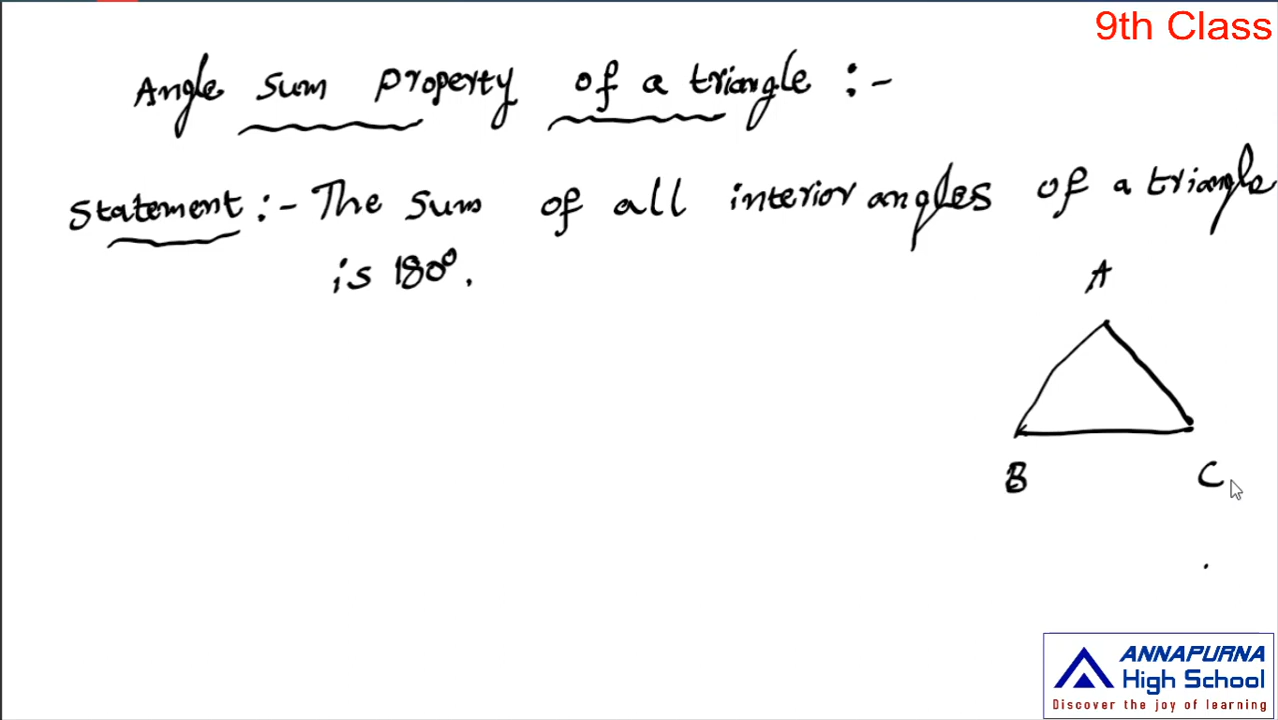 9th Class
Angle sum property of a triangle :-
Statement :- The sum of all interior angles of a triangle
is 180°.
A
B
C
ANNAPURNA
High School
Discover the joy of learning